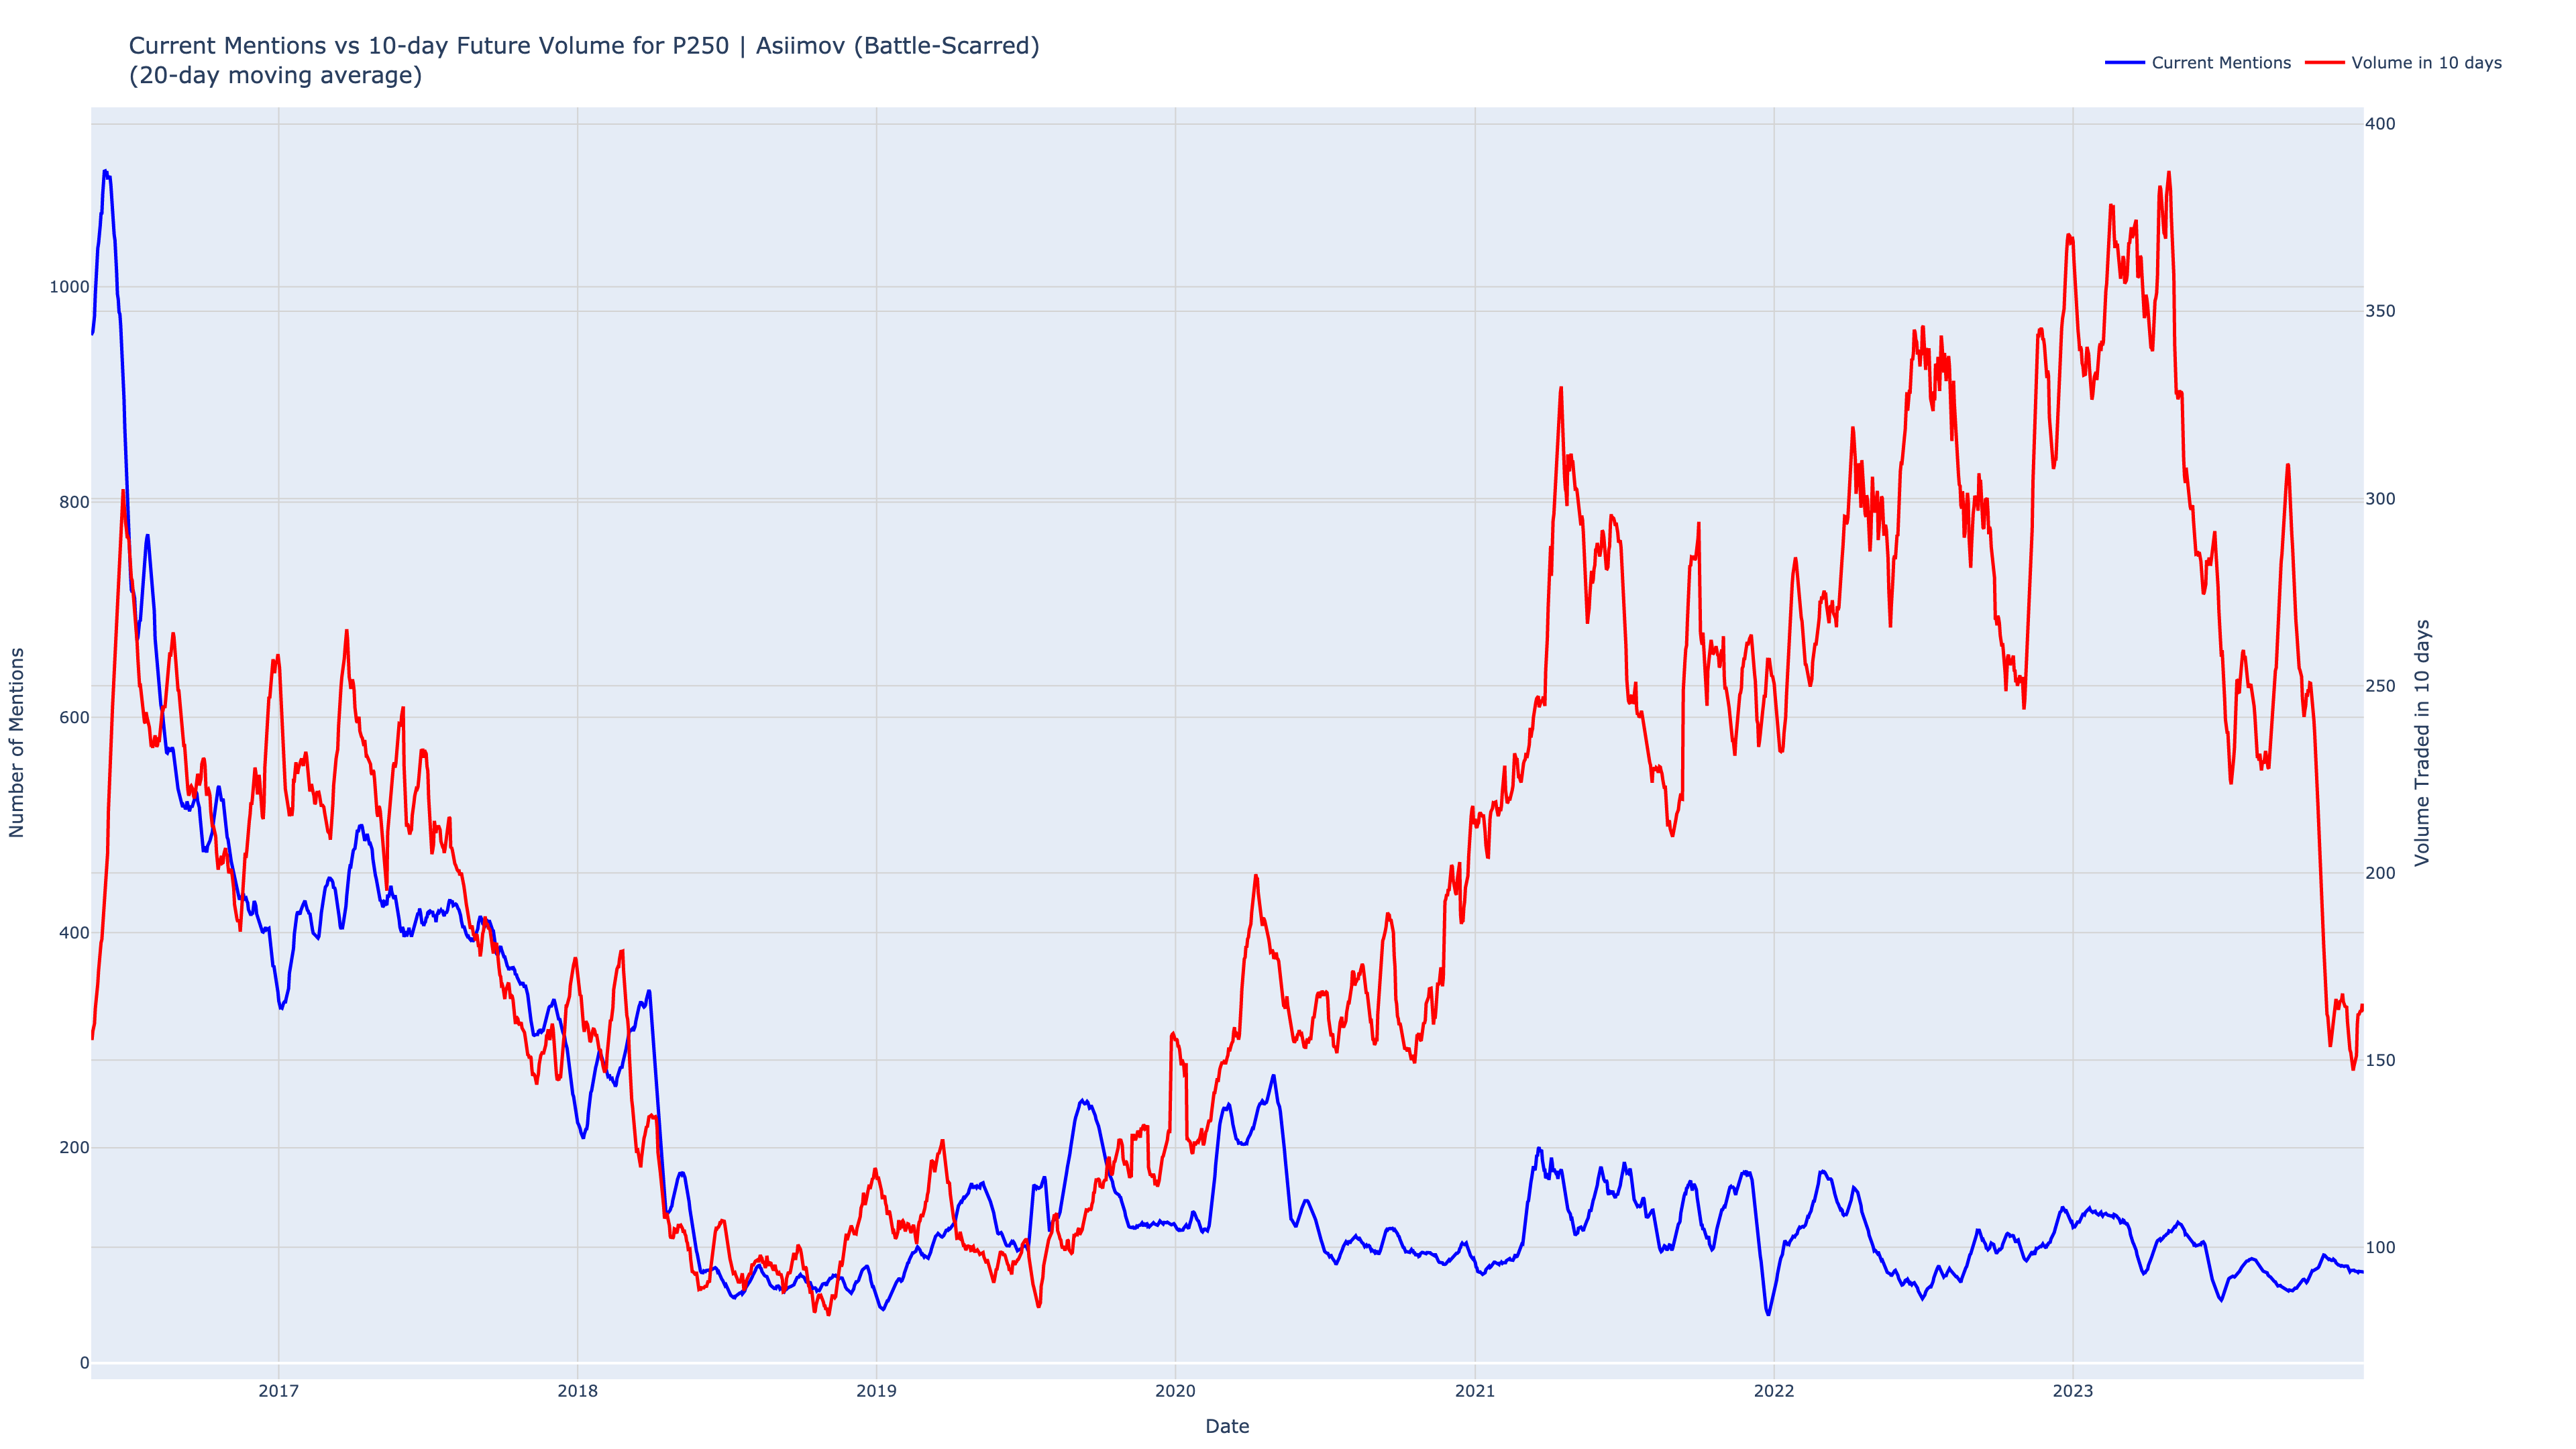 Current Mentions vs 10-day Future Volume for P250 | Asiimov (Battle-Scarred)
(20-day moving average)
Current Mentions
Volume in 10 days
Number of Mentions
1000
800
600
400
200
0
400
350
300
250
200
150
100
Volume Traded in 10 days
2017
2018
2019
2020
2021
2022
2023
Date